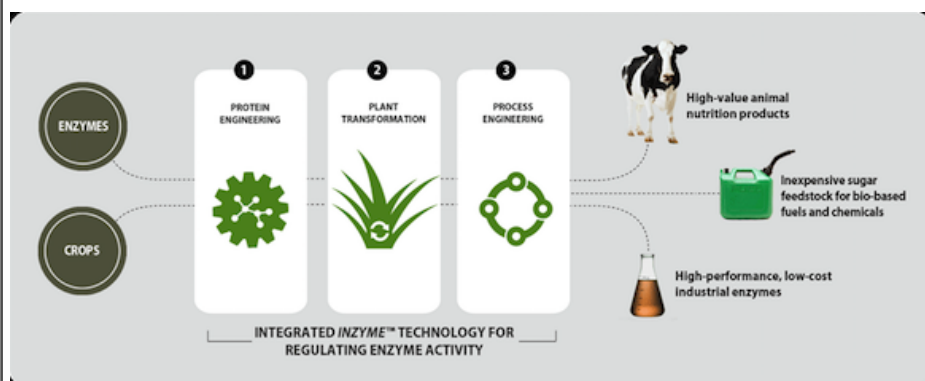 ENZYMES
CROPS
1
PROTEIN
ENGINEERING
2
PLANT
TRANSFORMATION
3
PROCESS
ENGINEERING
High-value animal
nutrition products
Inexpensive sugar
feedstock for bio-based
fuels and chemicals
High-performance, low-cost
industrial enzymes
INTEGRATED INZYME™ TECHNOLOGY FOR
REGULATING ENZYME ACTIVITY